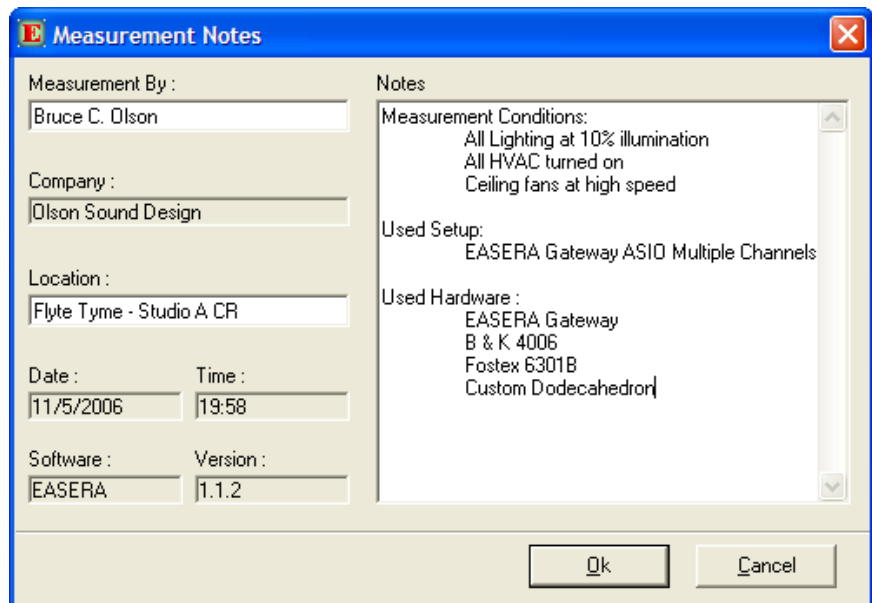 E Measurement Notes
Measurement By :
Bruce C. Olson
Company :
Olson Sound Design
Location :
Flyte Tyme - Studio A CR
Date : Time :
11/5/2006 19:58
Software : Version :
EASERA 1.1.2
Notes
Measurement Conditions:
All Lighting at 10% illumination
All HVAC turned on
Ceiling fans at high speed
Used Setup:
EASERA Gateway ASIO Multiple Channels
Used Hardware :
EASERA Gateway
B & K 4006
Fostex 6301B
Custom Dodecahedron
Ok Cancel